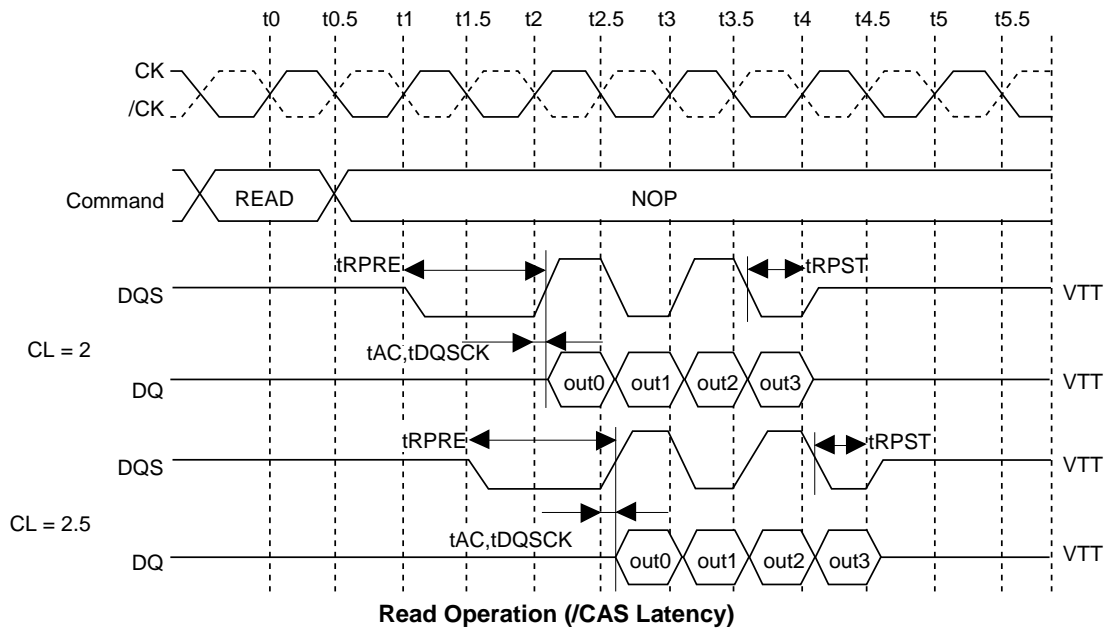 t0 t0.5 t1 t1.5 t2 t2.5 t3 t3.5 t4 t4.5 t5 t5.5
CK
/CK
Command READ NOP
tRPRE tRPST
DQS VTT
CL = 2
tAC,tDQSCK
DQ out0 out1 out2 out3 VTT
tRPRE tRPST
DQS VTT
CL = 2.5
tAC,tDQSCK
DQ out0 out1 out2 out3 VTT
Read Operation (/CAS Latency)